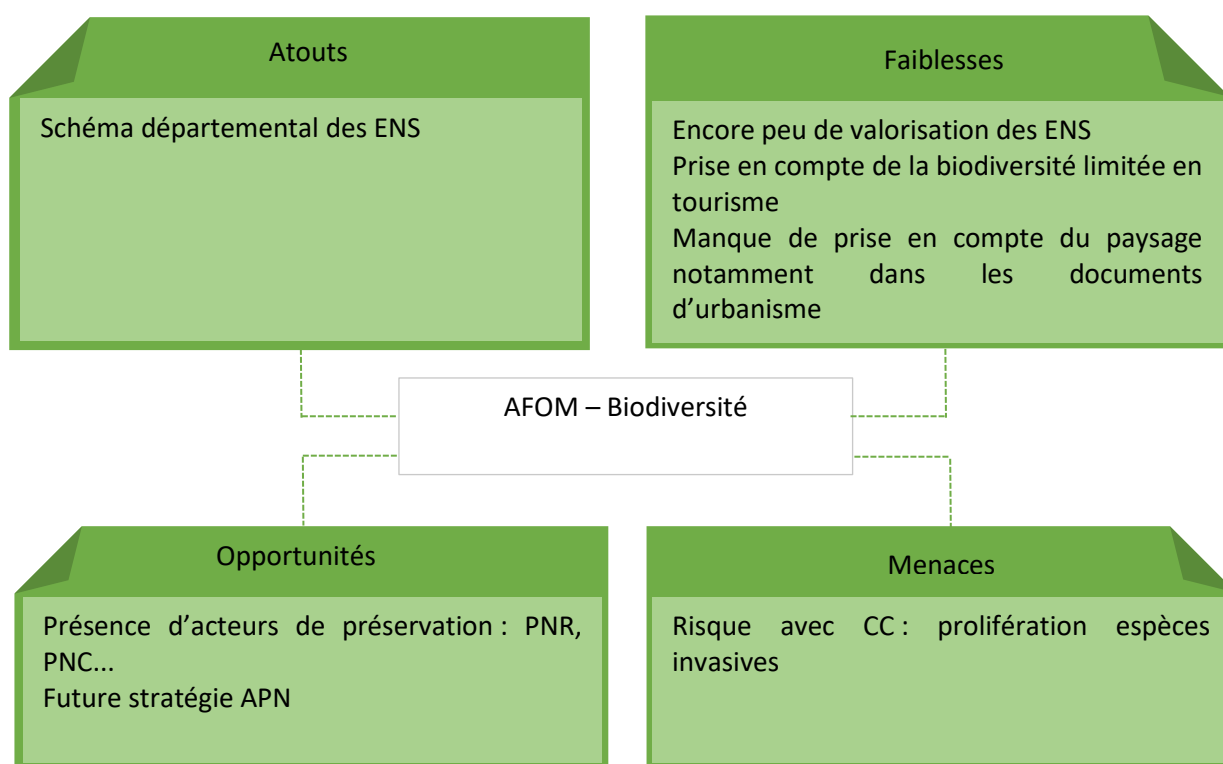 Atouts
Schéma départemental des ENS
Faiblesses
Encore peu de valorisation des ENS
Prise en compte de la biodiversité limitée en
tourisme
Manque de prise en compte du paysage
notamment dans les documents
d’urbanisme
AFOM – Biodiversité
Opportunités
Présence d’acteurs de préservation : PNR,
PNC...
Future stratégie APN
Menaces
Risque avec CC : prolifération espèces
invasives